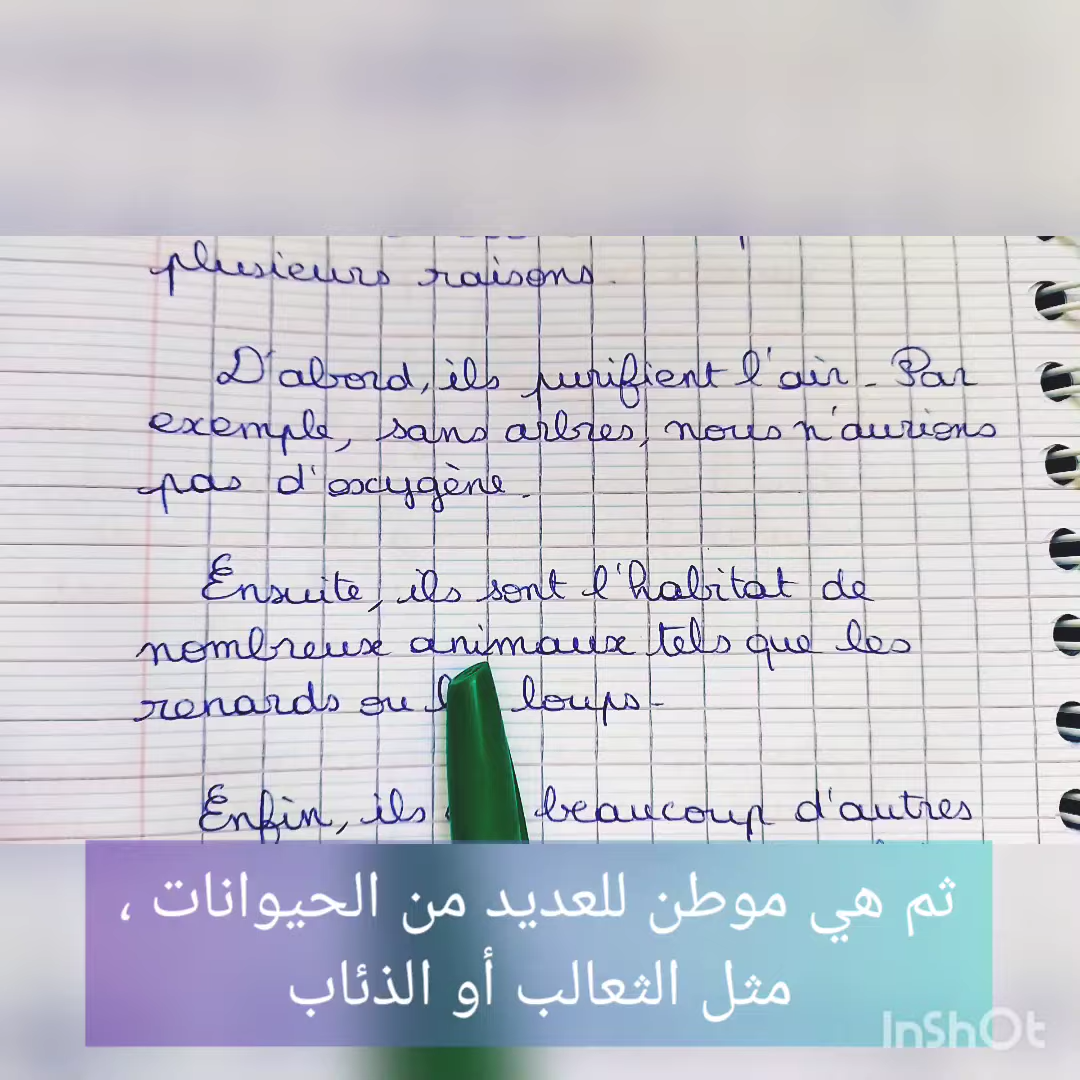 plusieurs raisons.
D'abord, ils purifient l'air. Par
exemple, sans arbres, nous n'aurions
pas d'oxygène.
Ensuite, ils sont l'habitat de
nombreux animaux tels que les
renards ou loups.
Enfin, ils beaucoup d'autres
ثم هي موطن للعديد من الحيوانات ،
مثل الثعالب أو الذئاب
InShOt